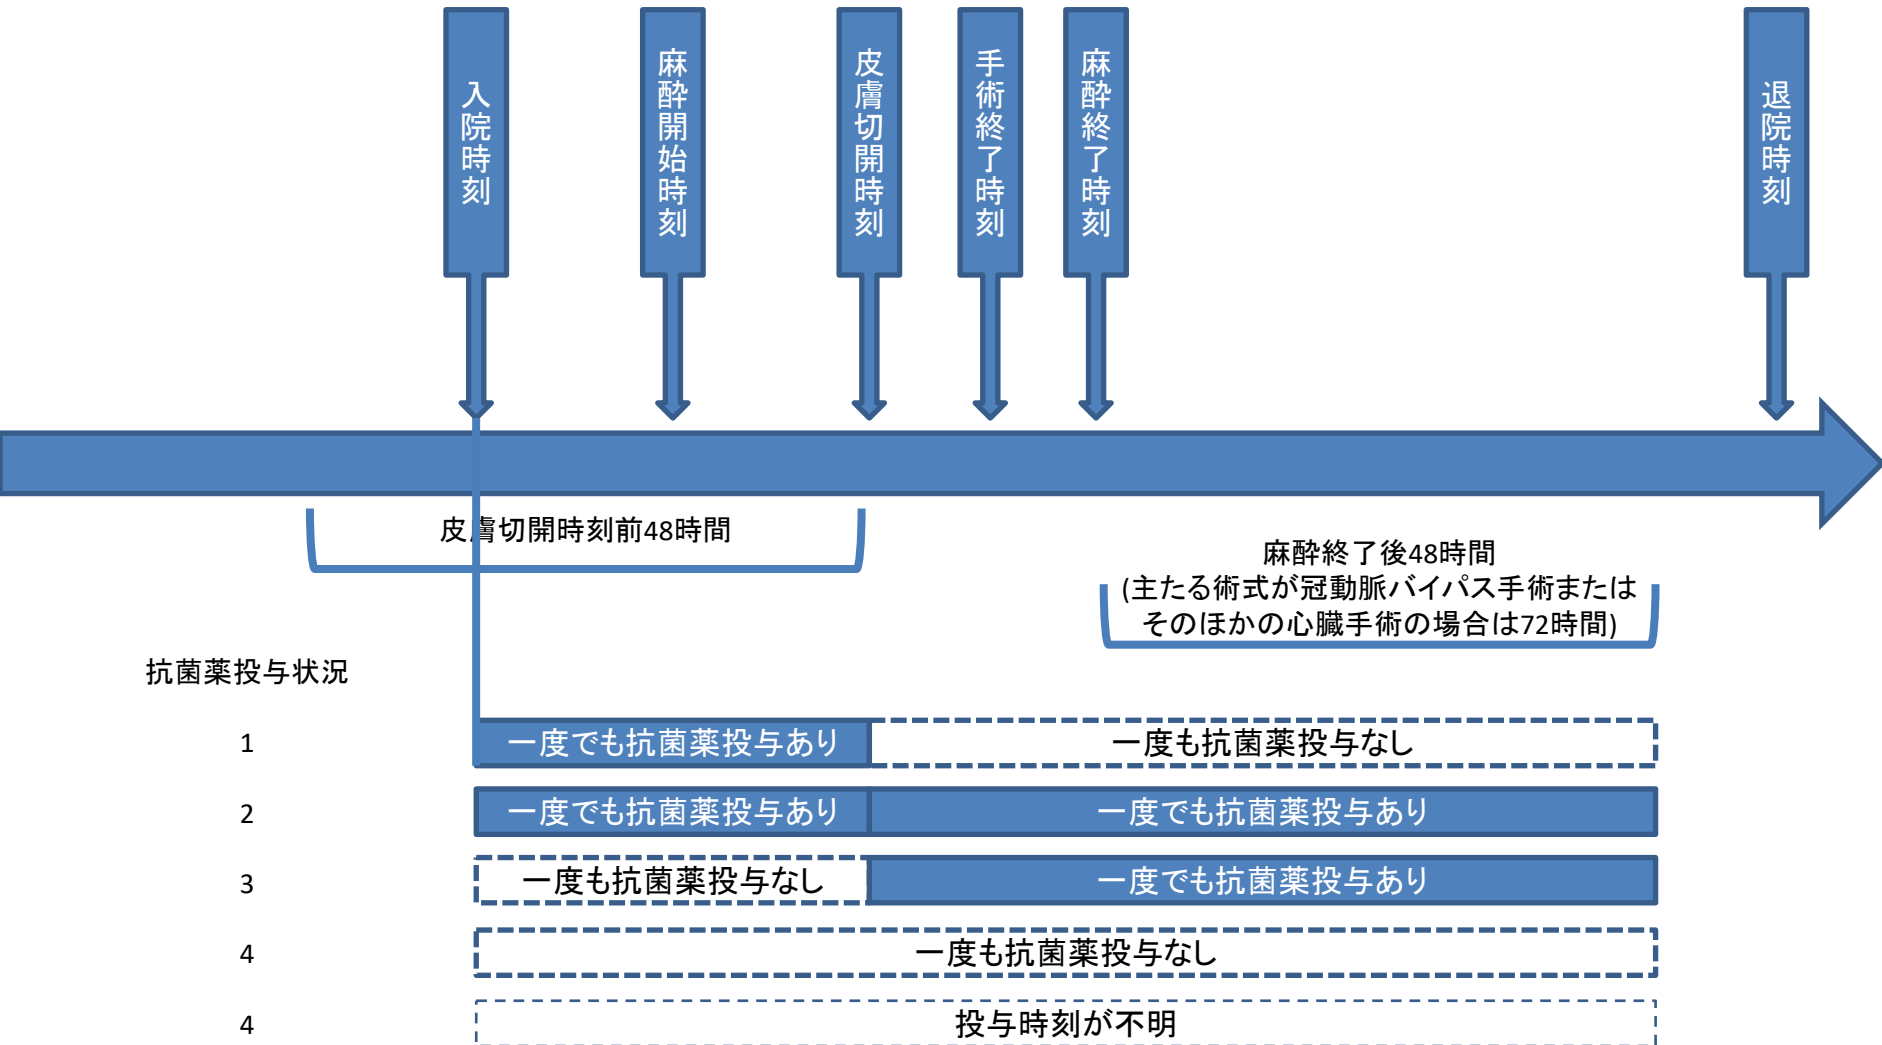 入院時刻
麻酔開始時刻
皮膚切開時刻
手術終了時刻
麻酔終了時刻
退院時刻
皮膚切開時刻前48時間
麻酔終了後48時間
(主たる術式が冠動脈バイパス手術または
そのほかの心臓手術の場合は72時間)
抗菌薬投与状況
1 一度でも抗菌薬投与あり 一度も抗菌薬投与なし
2 一度でも抗菌薬投与あり 一度でも抗菌薬投与あり
3 一度も抗菌薬投与なし 一度でも抗菌薬投与あり
4 一度も抗菌薬投与なし
4 投与時刻が不明